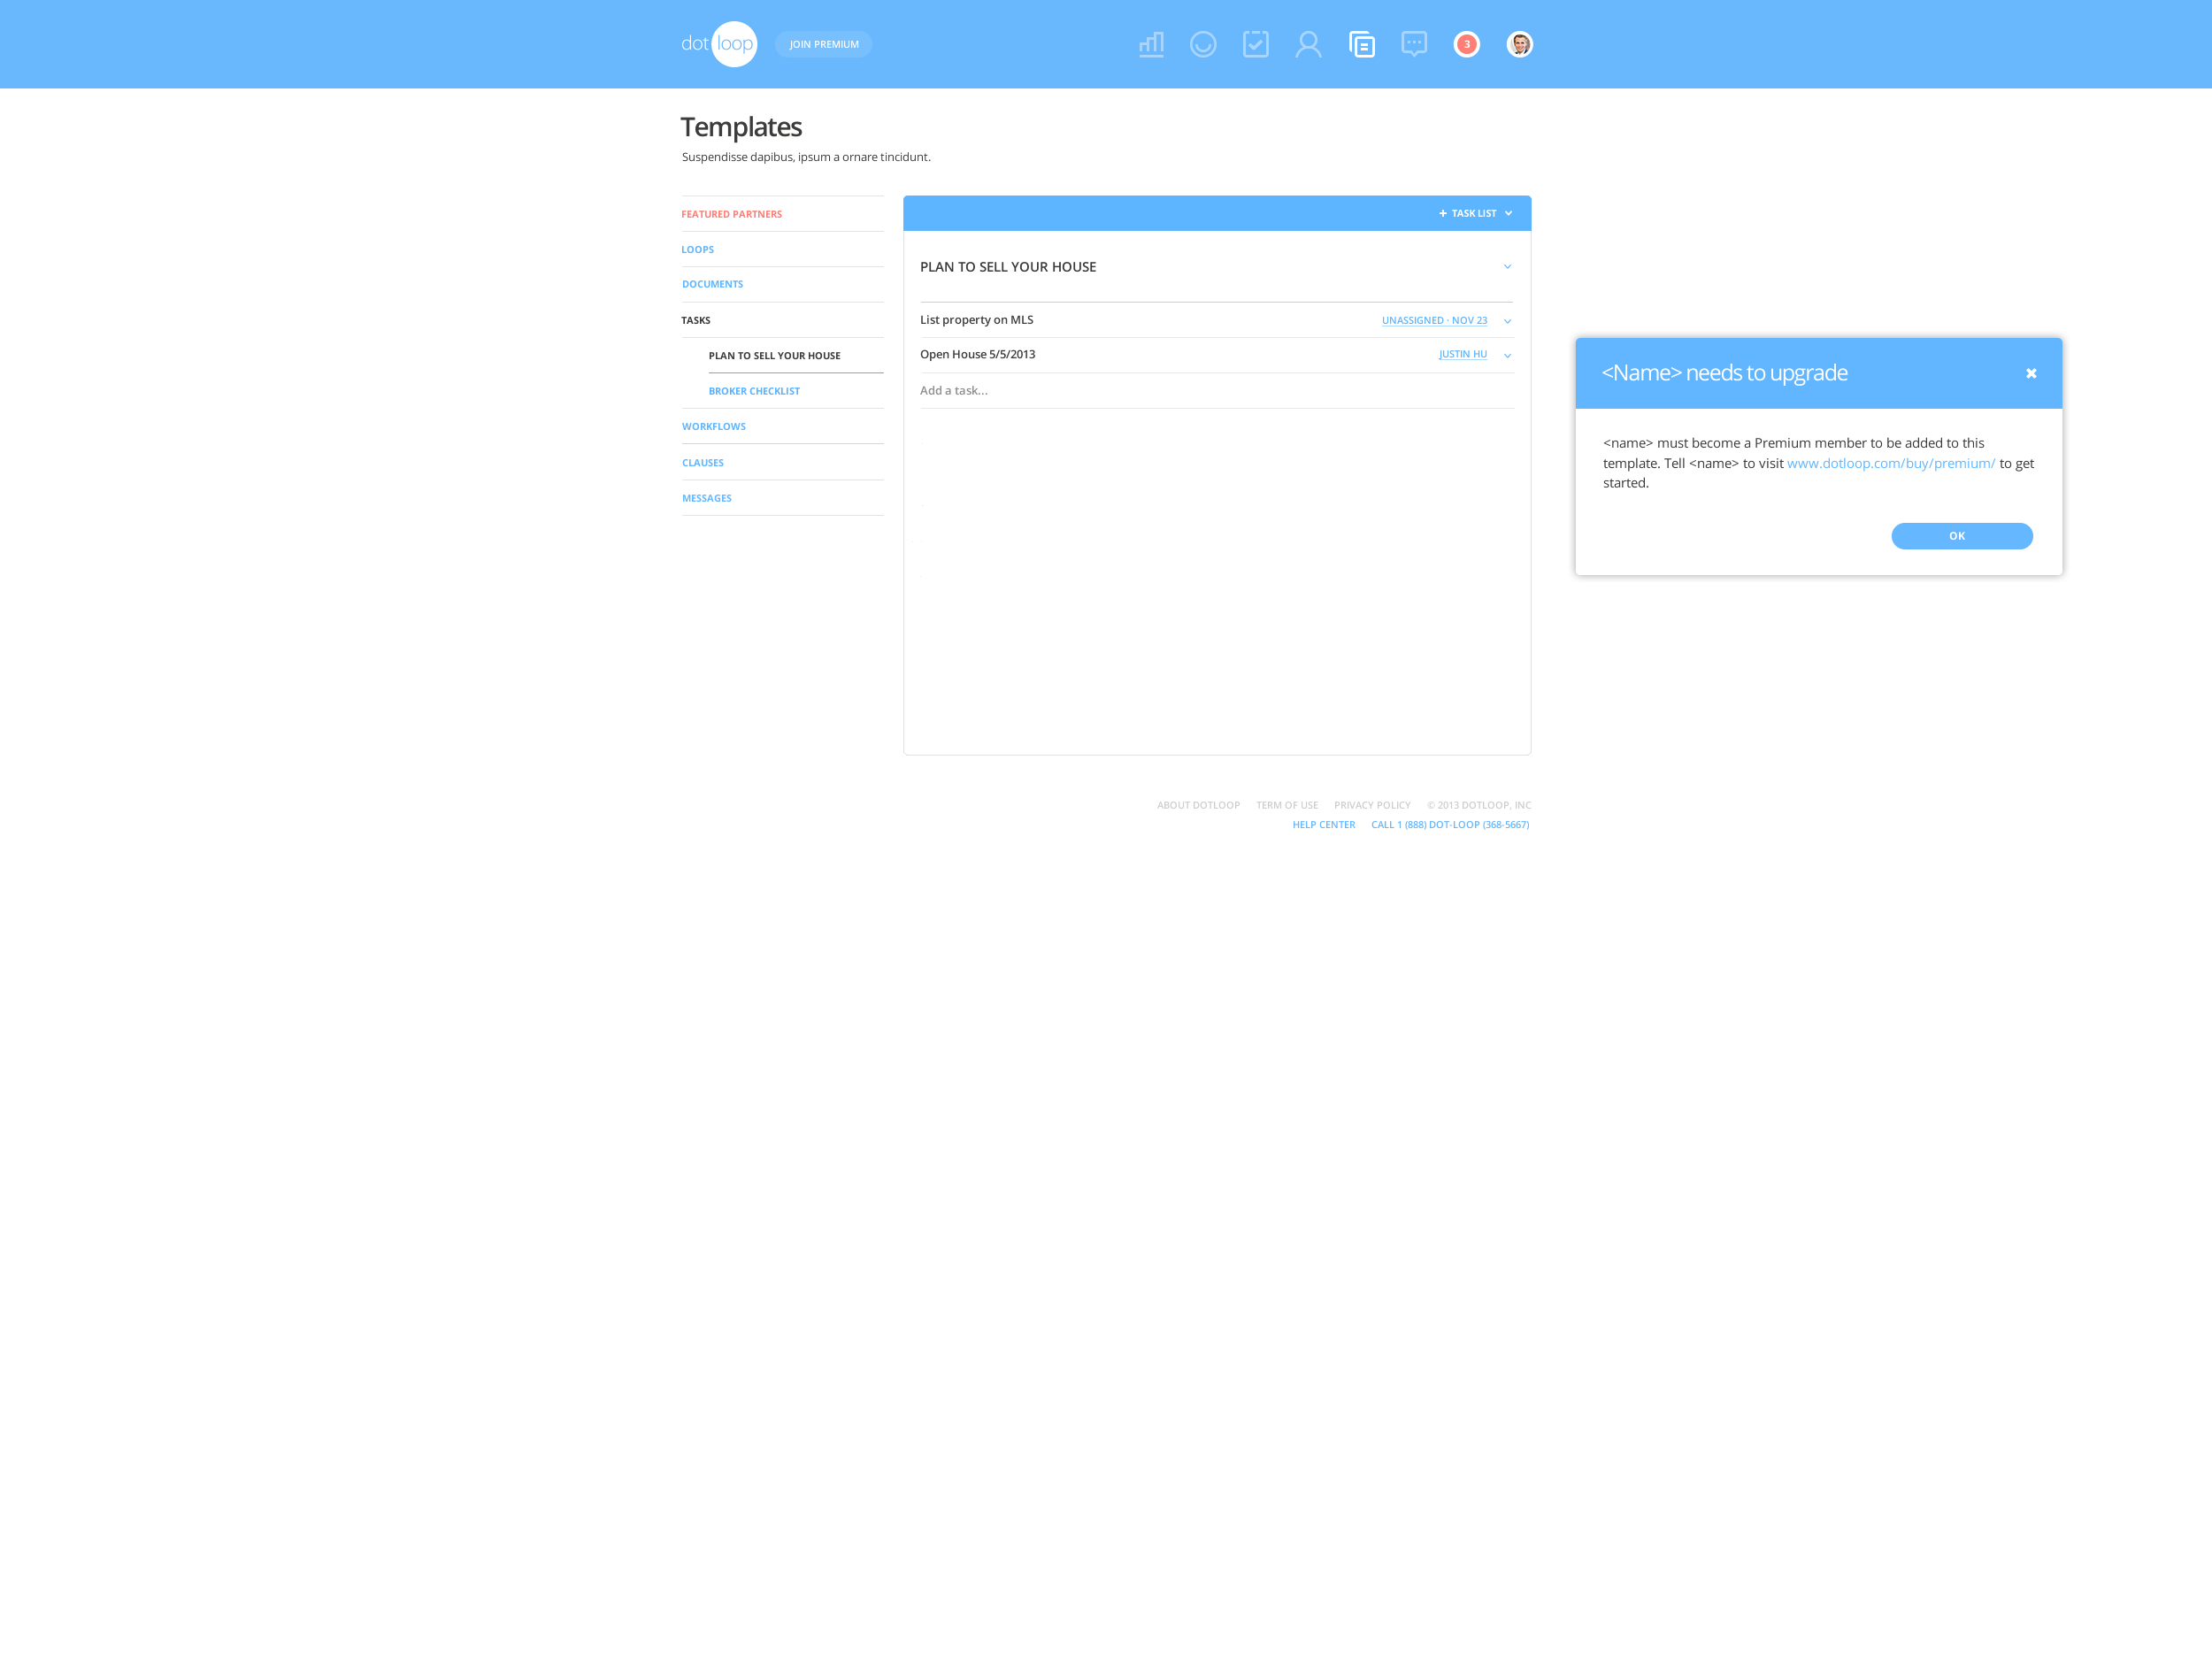 dot loop JOIN PREMIUM 3
Templates
Suspendisse dapibus, ipsum a ornare tincidunt.
FEATURED PARTNERS
LOOPS
DOCUMENTS
TASKS
PLAN TO SELL YOUR HOUSE
BROKER CHECKLIST
WORKFLOWS
CLAUSES
MESSAGES
+ TASK LIST
PLAN TO SELL YOUR HOUSE
List property on MLS UNASSIGNED · NOV 23
Open House 5/5/2013 JUSTIN HU
Add a task...
<Name> needs to upgrade
<name> must become a Premium member to be added to this
template. Tell <name> to visit www.dotloop.com/buy/premium/ to get
started.
OK
ABOUT DOTLOOP TERM OF USE PRIVACY POLICY © 2013 DOTLOOP, INC
HELP CENTER CALL 1 (888) DOT-LOOP (368-5667)